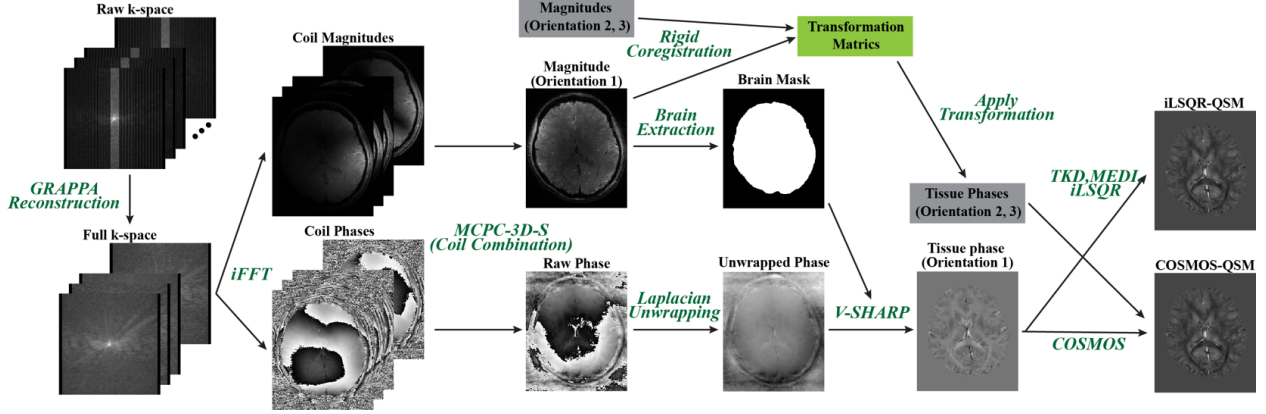 Raw k-space
GRAPPA
Reconstruction
Full k-space
iFFT
Coil Magnitudes
Coil Phases
MCPC-3D-S
(Coil Combination)
Magnitudes
(Orientation 2, 3)
Rigid
Coregistration
Magnitude
(Orientation 1)
Brain
Extraction
Brain Mask
Transformation
Matrics
Apply
Transformation
Raw Phase
Laplacian
Unwrapping
Unwrapped Phase
V-SHARP
Tissue Phases
(Orientation 2, 3)
Tissue phase
(Orientation 1)
TKD,MEDI
iLSQR
COSMOS
iLSQR-QSM
COSMOS-QSM